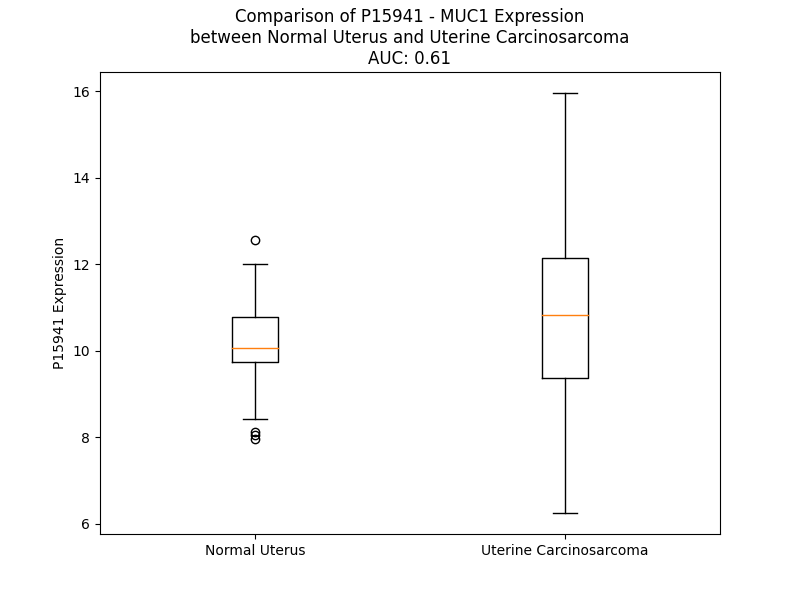 Comparison of P15941 - MUC1 Expression
between Normal Uterus and Uterine Carcinosarcoma
AUC: 0.61
16
14
12
10
8
6
P15941 Expression
Normal Uterus
Uterine Carcinosarcoma